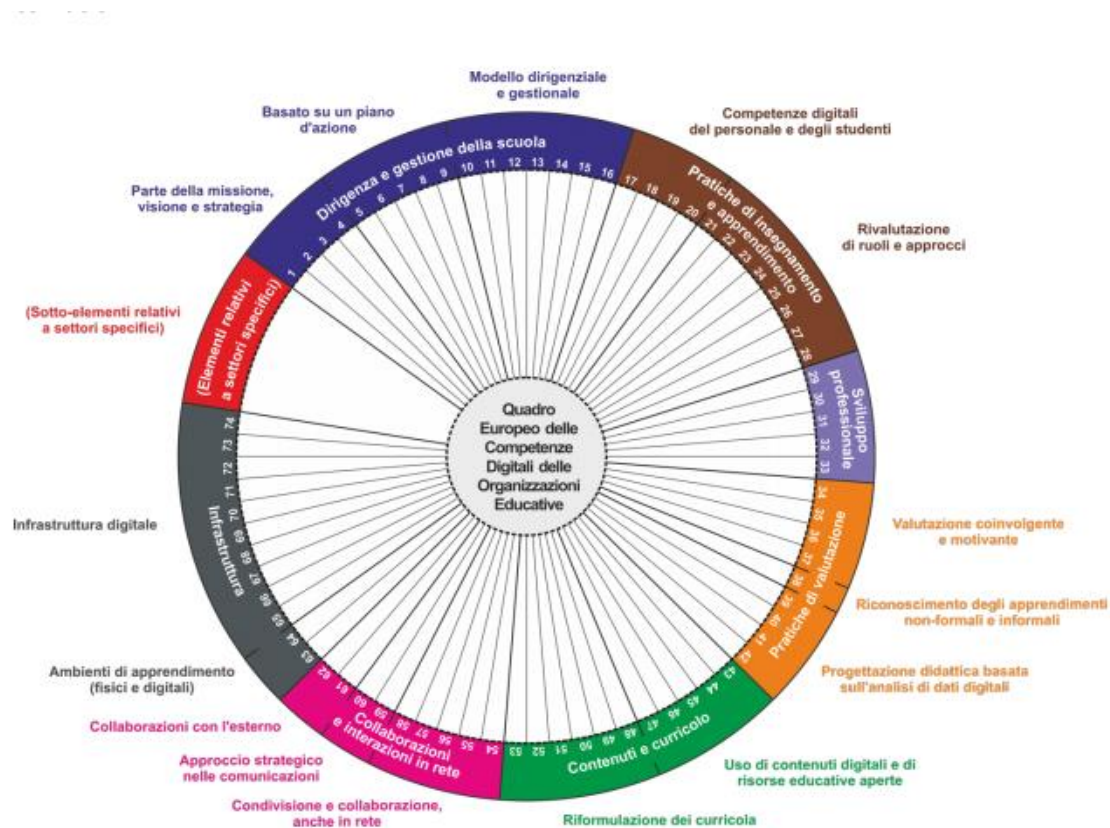 Modello dirigenziale
e gestionale
Basato su un piano
d'azione
Competenze digitali
del personale e degli studenti
Parte della missione,
visione e strategia
Rivalutazione
di ruoli e approcci
(Sotto-elementi relativi
a settori specifici)
Dirigenza e gestione della scuola
Pratiche di insegnamento
e apprendimento
Sviluppo
professionale
Pratiche di valutazione
Contenuti e curricolo
Collaborazioni
e interazioni in rete
Infrastruttura
(Elementi relativi
a settori specifici)
1 2 3 4 5 6 7 8 9 10 11 12 13 14 15 16
17 18 19 20 21 22 23 24 25 26 27 28
29 30 31 32 33
34 35 36 37 38 39 40 41 42
43 44 45 46 47 48 49 50 51 52 53
54 55 56 57 58 59 60 61 62
63 64 65 66 67 68 69 70 71 72 73 74
Quadro
Europeo delle
Competenze
Digitali delle
Organizzazioni
Educative
Infrastruttura digitale
Valutazione coinvolgente
e motivante
Riconoscimento degli apprendimenti
non-formali e informali
Ambienti di apprendimento
(fisici e digitali)
Progettazione didattica basata
sull'analisi di dati digitali
Collaborazioni con l'esterno
Approccio strategico
nelle comunicazioni
Uso di contenuti digitali e di
risorse educative aperte
Condivisione e collaborazione,
anche in rete
Riformulazione dei curricola